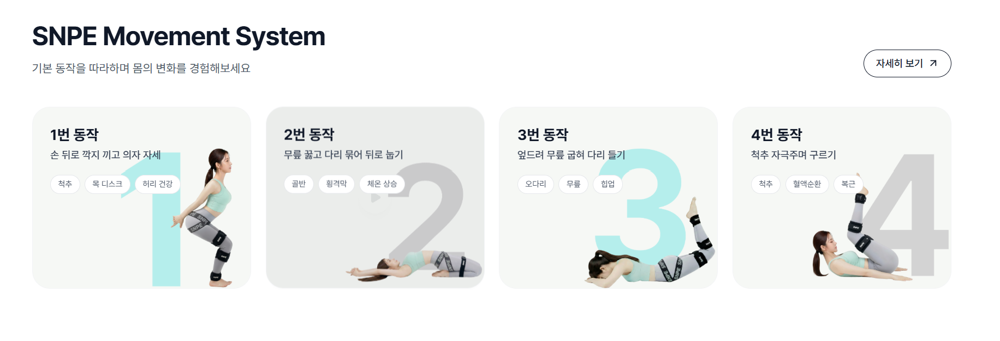 SNPE Movement System
기본 동작을 따라하며 몸의 변화를 경험해보세요
자세히 보기
1번 동작
손 뒤로 깍지 끼고 의자 자세
척추 목 디스크 허리 건강
1
SNPE
SNPE
2번 동작
무릎 꿇고 다리 묶어 뒤로 눕기
골반 횡격막 체온 상승
2
3번 동작
엎드려 무릎 굽혀 다리 들기
오다리 무릎 힙업
3
SNPE
SNPE
4번 동작
척추 자극주며 구르기
척추 혈액순환 복근
4